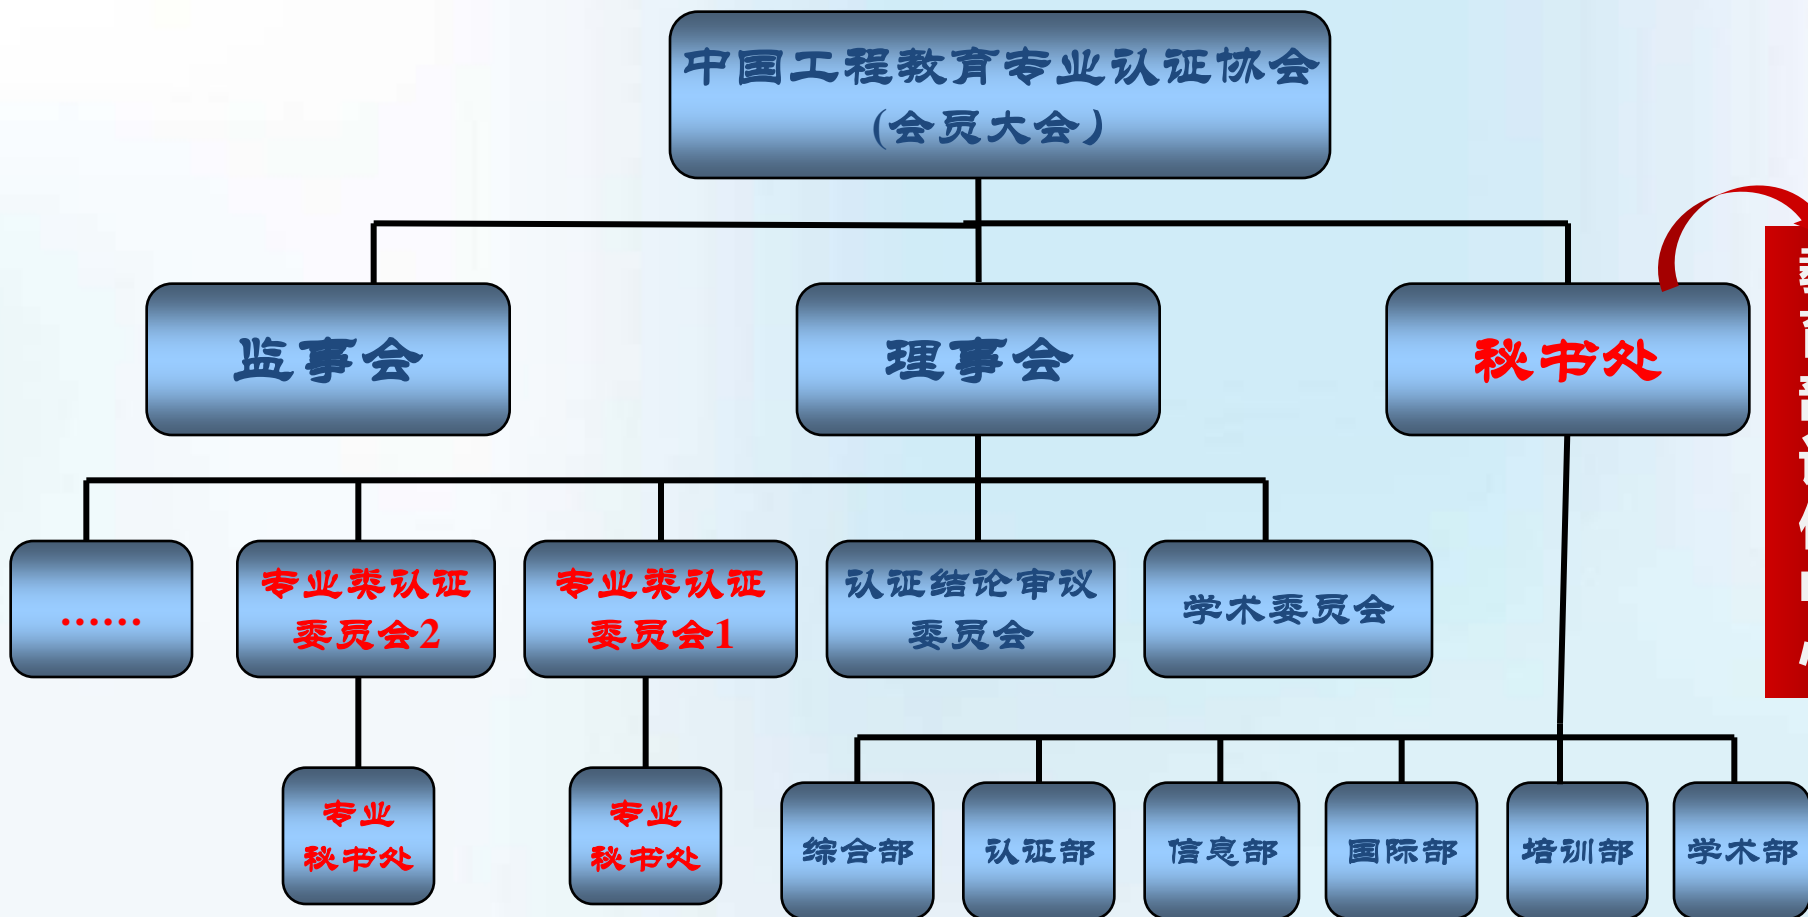 中国工程教育专业认证协会
(会员大会)
监事会
理事会
秘书处
......
专业类认证
委员会2
专业类认证
委员会1
认证结论审议
委员会
学术委员会
专业
秘书处
专业
秘书处
综合部
认证部
信息部
国际部
培训部
学术部